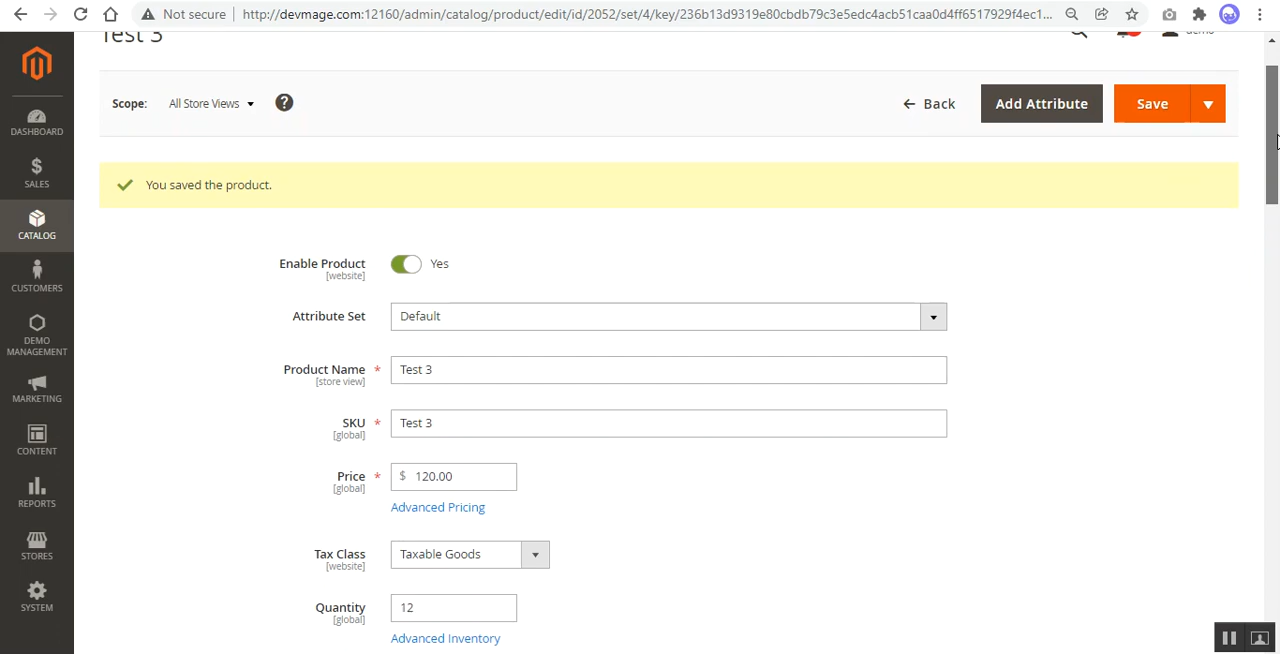 Not secure | http://devmage.com:12160/admin/catalog/product/edit/id/2052/set/4/key/236b13d9319e80cbdb79c3e5edc4acb51caa0d4ff6517929f4ec1...
Test 3
demo
Scope: All Store Views
Back
Add Attribute
Save
You saved the product.
DASHBOARD
SALES
CATALOG
CUSTOMERS
DEMO
MANAGEMENT
MARKETING
CONTENT
REPORTS
STORES
SYSTEM
Enable Product
[website]
Yes
Attribute Set
Default
Product Name *
[store view]
Test 3
SKU *
[global]
Test 3
Price *
[global]
$ 120.00
Advanced Pricing
Tax Class
[website]
Taxable Goods
Quantity
[global]
12
Advanced Inventory